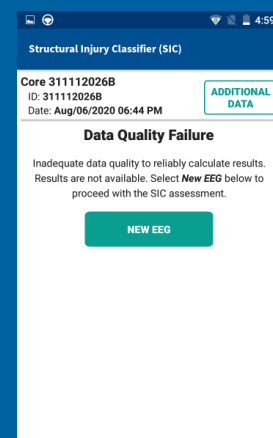 4:59
Structural Injury Classifier (SIC)
Core 311112026B
ID: 311112026B
Date: Aug/06/2020 06:44 PM
ADDITIONAL
DATA
Data Quality Failure
Inadequate data quality to reliably calculate results.
Results are not available. Select New EEG below to
proceed with the SIC assessment.
NEW EEG